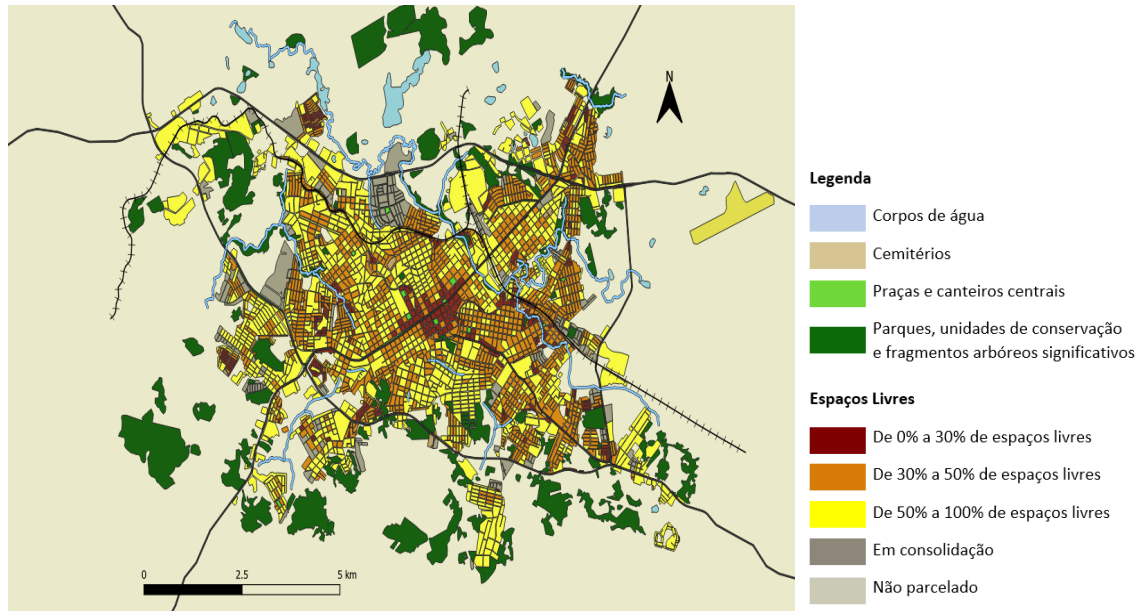 N
0 2.5 5 km
Legenda
Corpos de água
Cemitérios
Praças e canteiros centrais
Parques, unidades de conservação
e fragmentos arbóreos significativos
Espaços Livres
De 0% a 30% de espaços livres
De 30% a 50% de espaços livres
De 50% a 100% de espaços livres
Em consolidação
Não parcelado